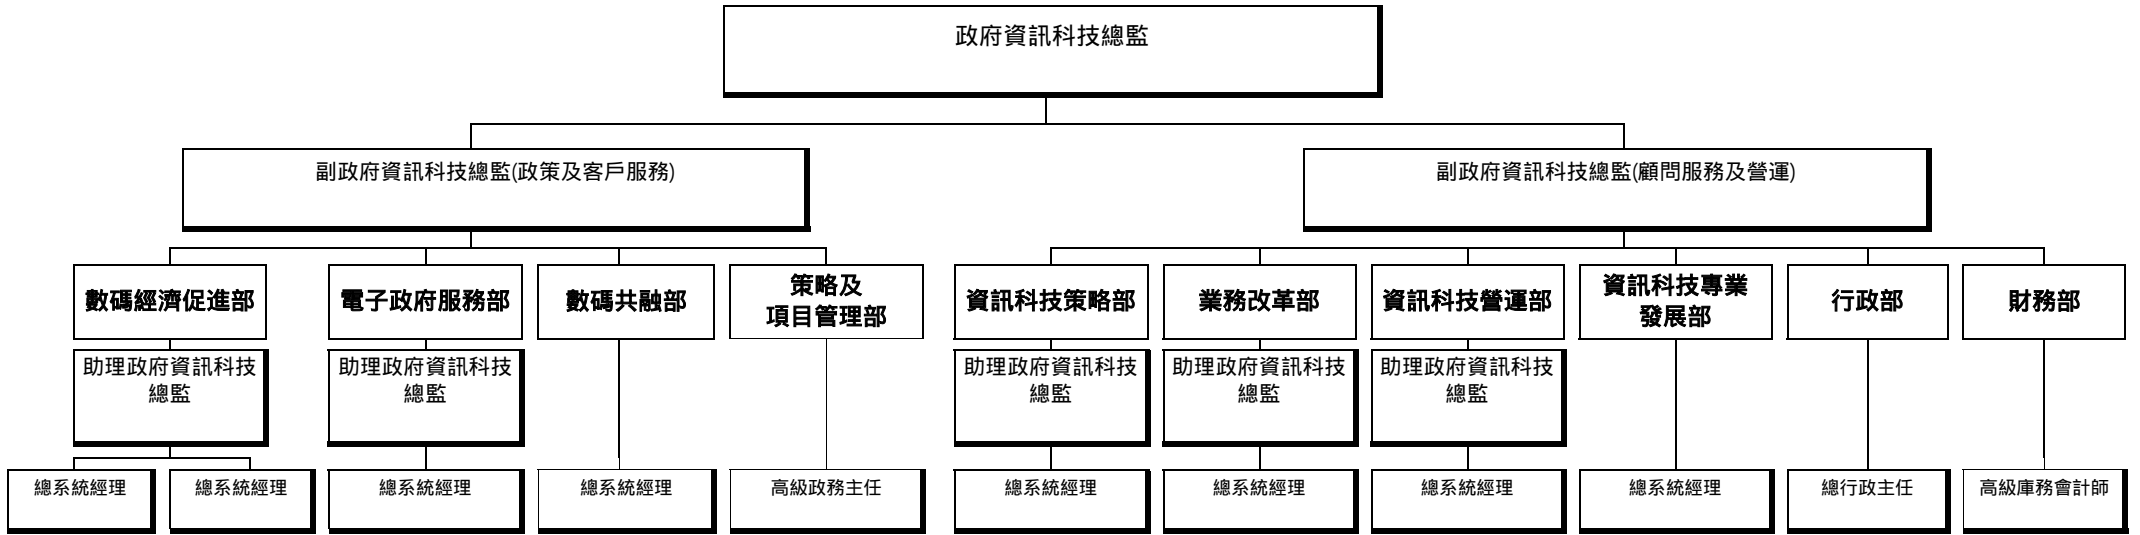 政府資訊科技總監
副政府資訊科技總監(政策及客戶服務)
副政府資訊科技總監(顧問服務及營運)
數碼經濟促進部
電子政府服務部
數碼共融部
策略及
項目管理部
資訊科技策略部
業務改革部
資訊科技營運部
資訊科技專業
發展部
行政部
財務部
助理政府資訊科技
總監
助理政府資訊科技
總監
助理政府資訊科技
總監
助理政府資訊科技
總監
助理政府資訊科技
總監
總系統經理
總系統經理
總系統經理
總系統經理
高級政務主任
總系統經理
總系統經理
總系統經理
總系統經理
總行政主任
高級庫務會計師